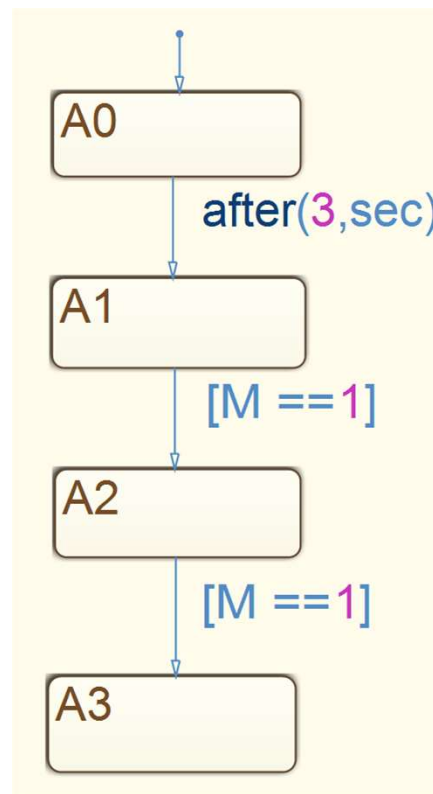 A0
after(3,sec)
A1
[M ==1]
A2
[M ==1]
A3